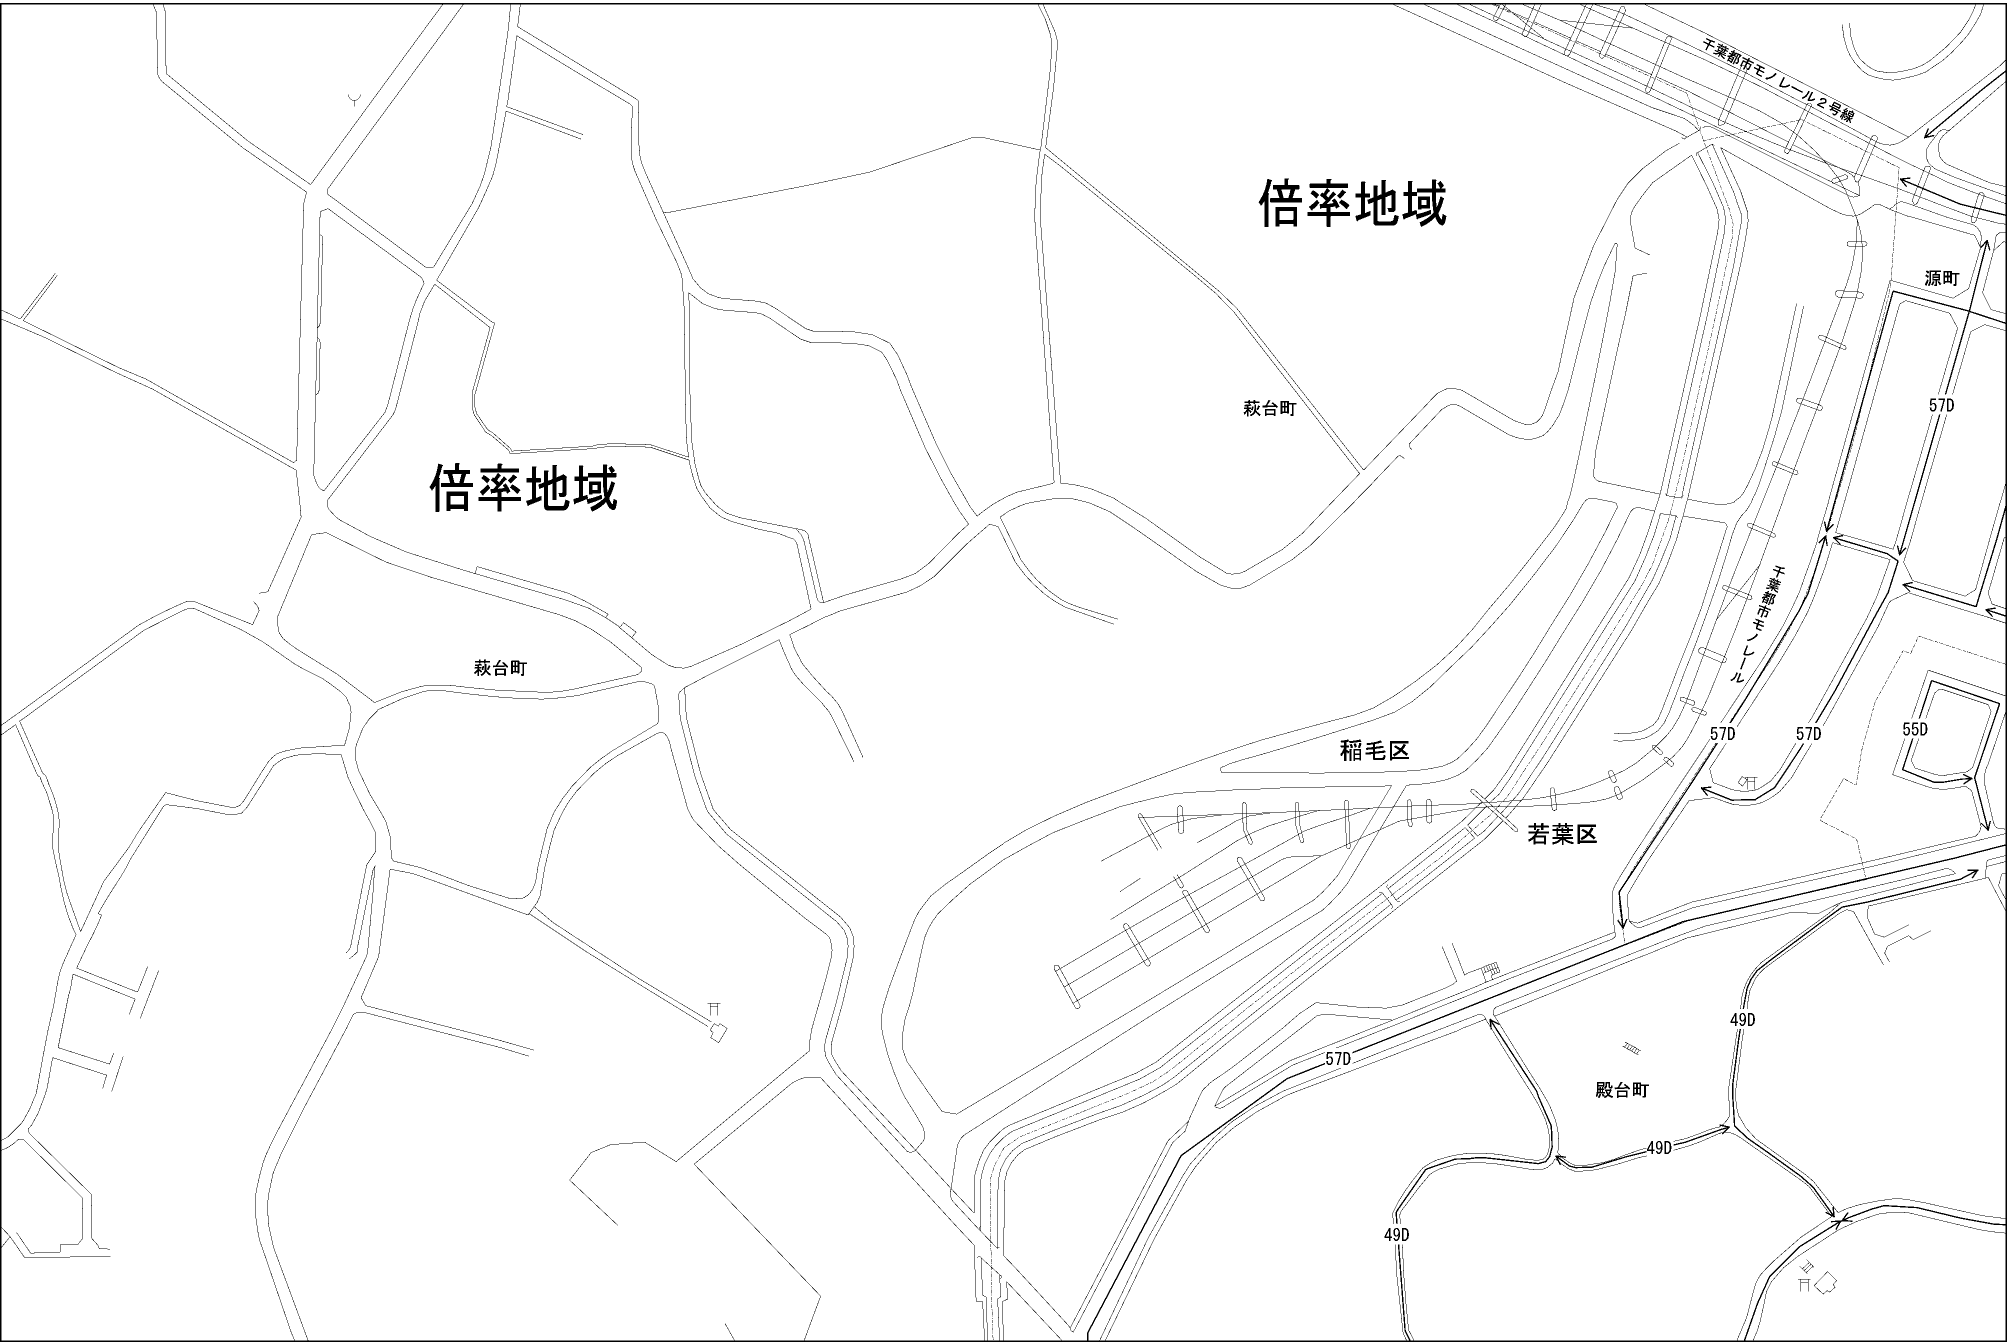 千葉都市モノレール２号線
倍率地域
源町
57D
萩台町
倍率地域
千葉都市モノレール
萩台町
57D
57D
55D
稲毛区
若葉区
49D
57D
殿台町
49D
49D